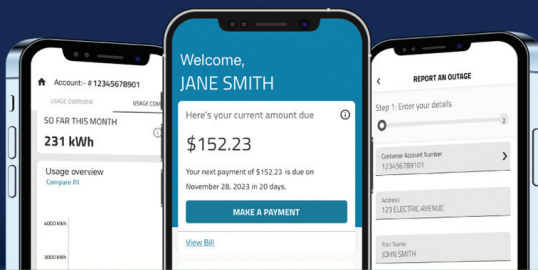 Account:- #12345678901
USAGE OVERVIEW
USAGE COM
SO FAR THIS MONTH
231 kWh
Usage overview
Compare All
4000 kWh
3000 kWh
Welcome,
JANE SMITH
Here's your current amount due
$152.23
Your next payment of $152.23 is due on
November 28, 2023 in 20 days.
MAKE A PAYMENT
View Bill
REPORT AN OUTAGE
Step 1: Enter your details
2
Customer Account Number
123456789101
Address
123 ELECTRIC AVENUE
Your Name
JOHN SMITH